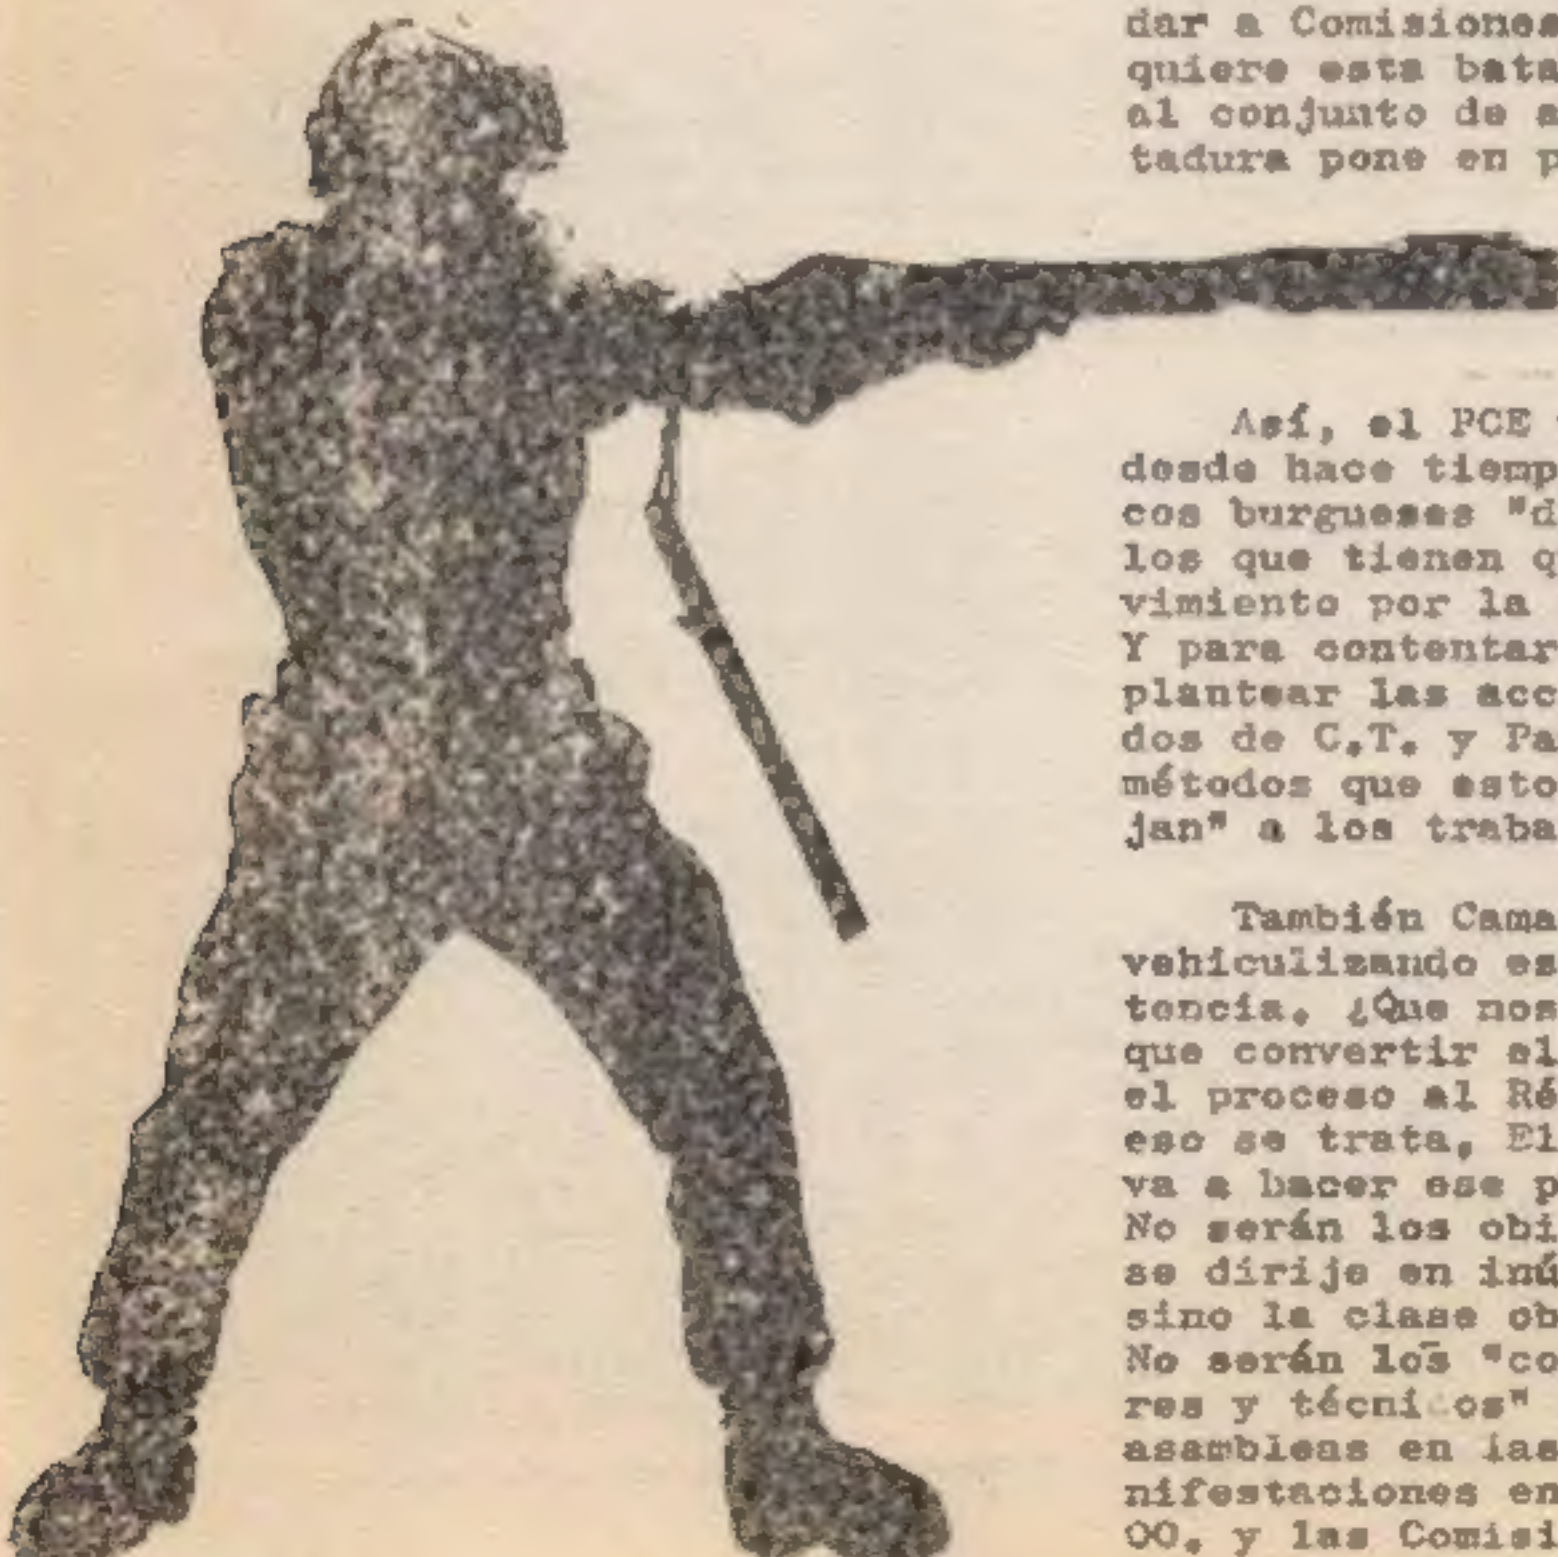 dar a Comisiones
quiere esta bata
al conjunto de a
tadura pone en p
Así, el PCE
desde hace tiemp
cos burgueses "d
los que tienen q
vimiento por la
Y para contentar
plantear las acc
dos de C.T. y Pa
métodos que esto
jan" a los traba
También Cama
vehiculizando es
tencia. ¿Que nos
que convertir el
el proceso al Ré
eso se trata, El
va a hacer ese p
No serán los obi
se dirije en inú
sino la clase ob
No serán los "co
res y técni os"
asambleas en las
nifestaciones en
OO. y las Comisi